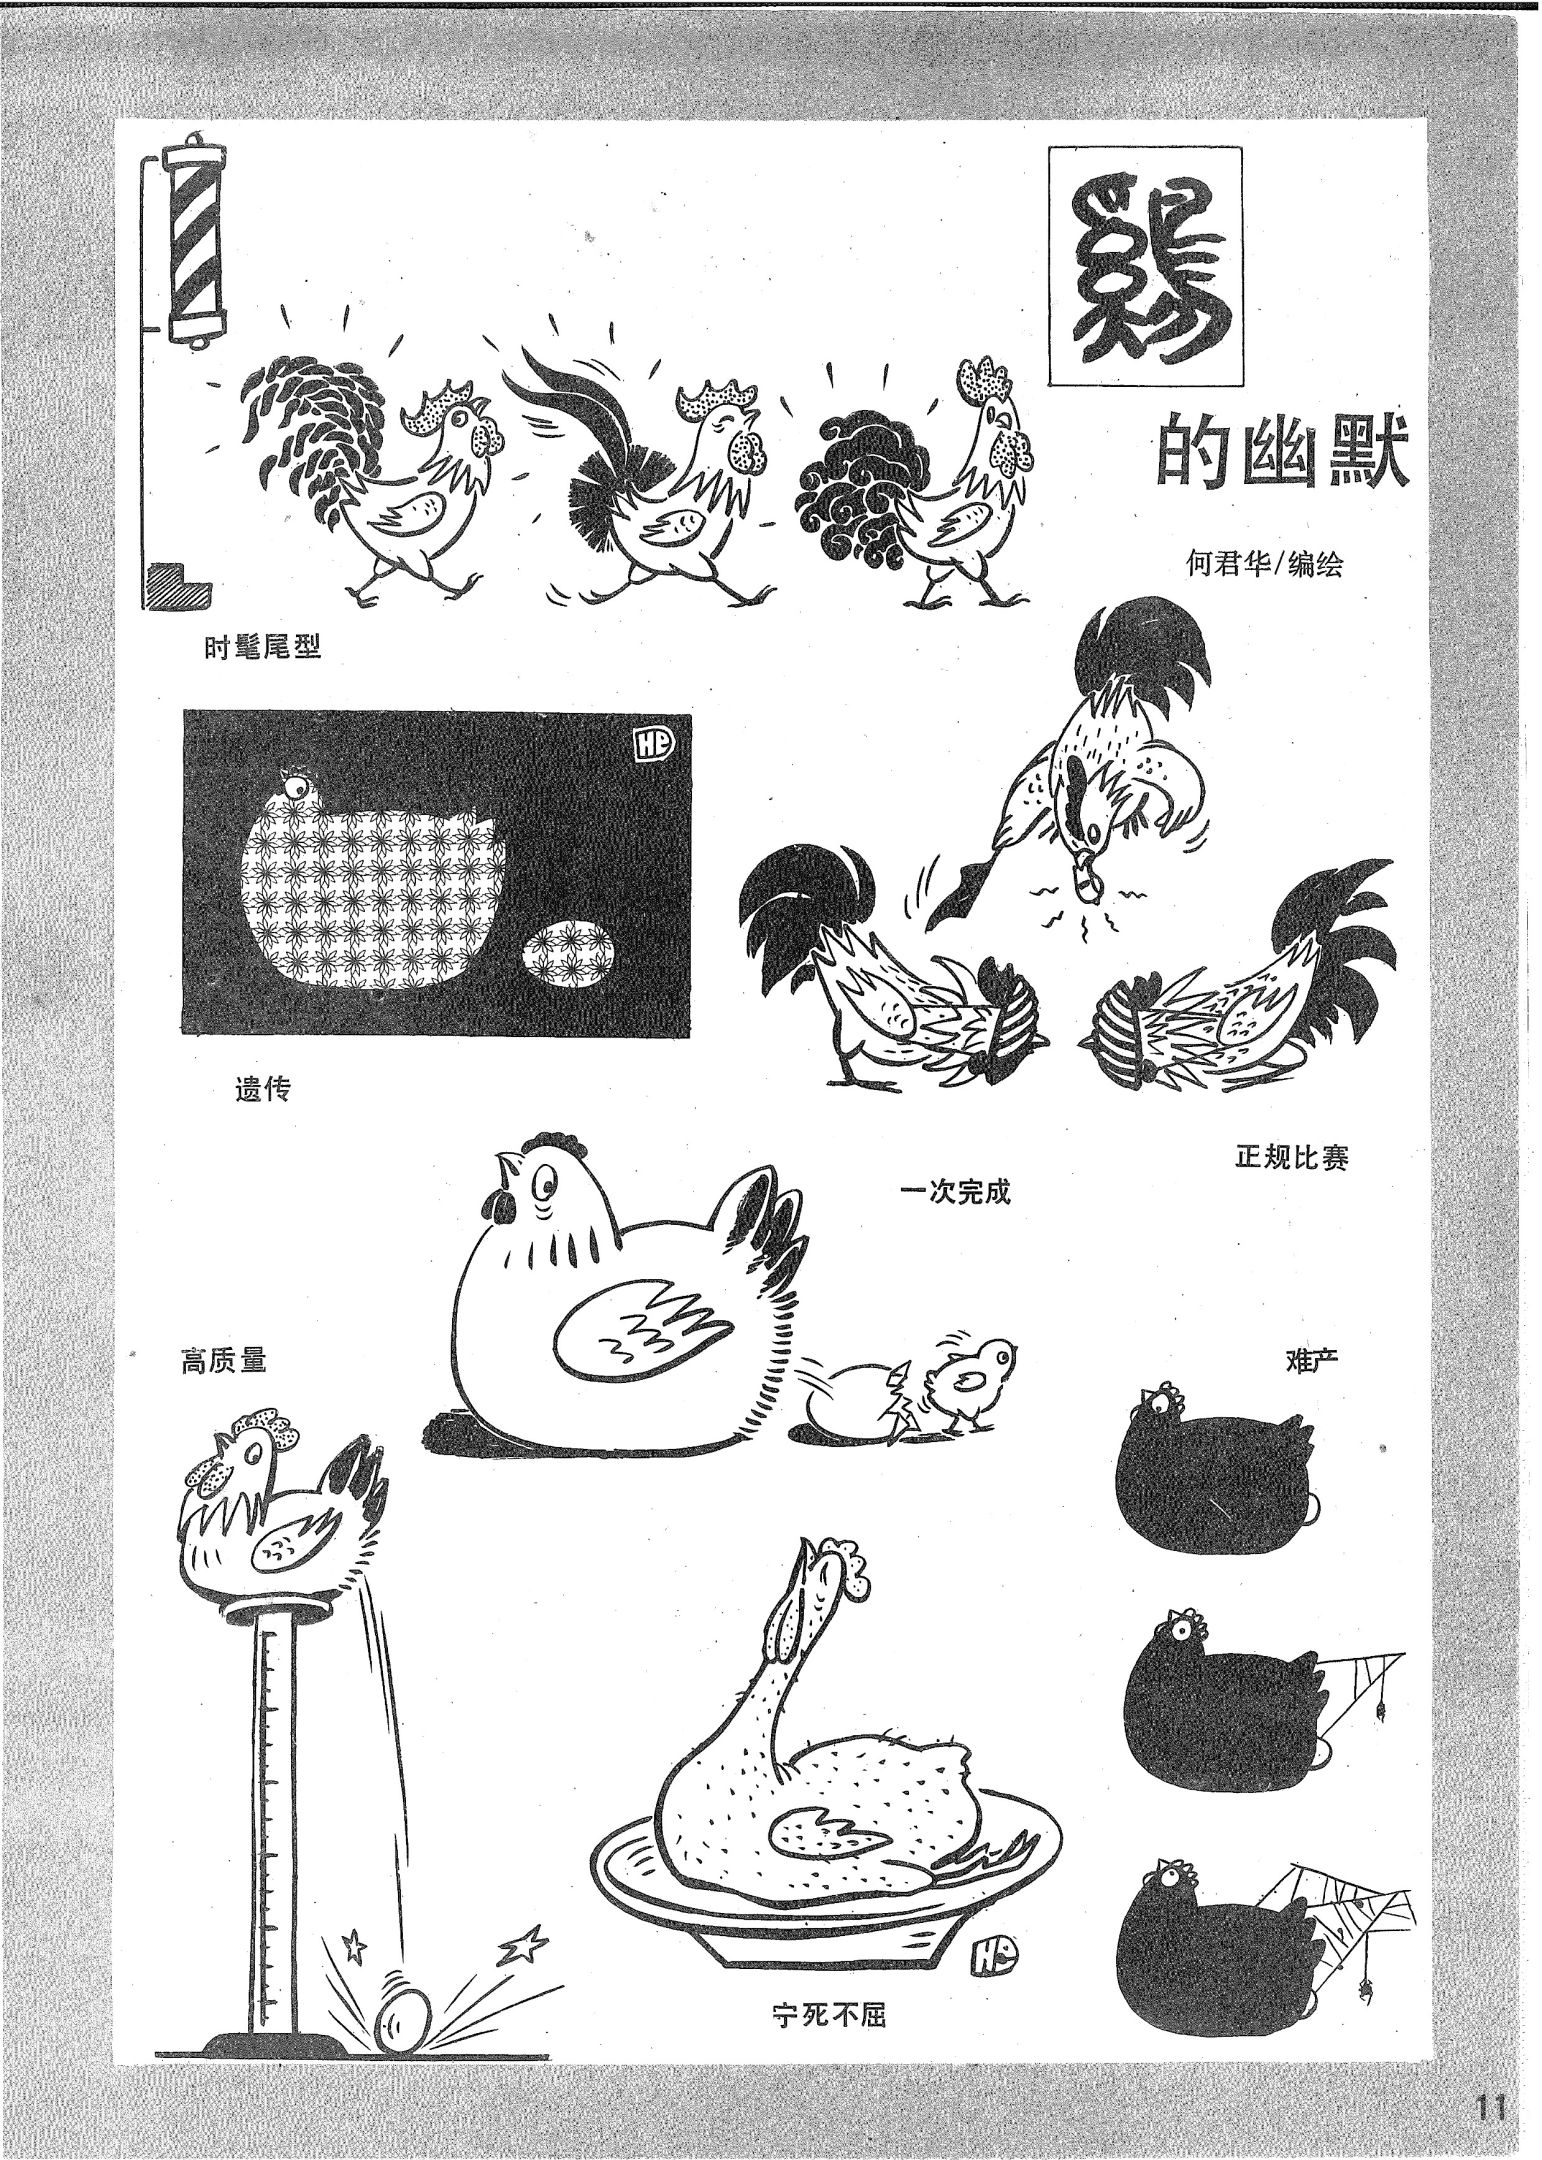 鷄
的幽默
何君华/编绘
时髦尾型
HE
遗传
正规比赛
一次完成
高质量
难产
宁死不屈
HE
11